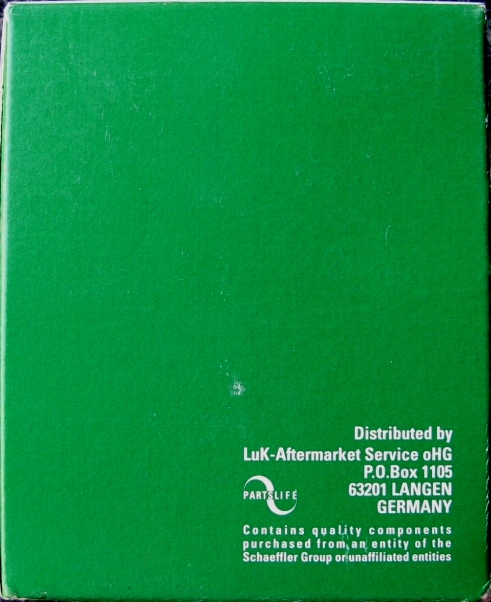 Distributed by
LuK-Aftermarket Service oHG
P.O.Box 1105
63201 LANGEN
GERMANY
PARTSLIFE
Contains quality components
purchased from an entity of the
Schaeffler Group or unaffiliated entities